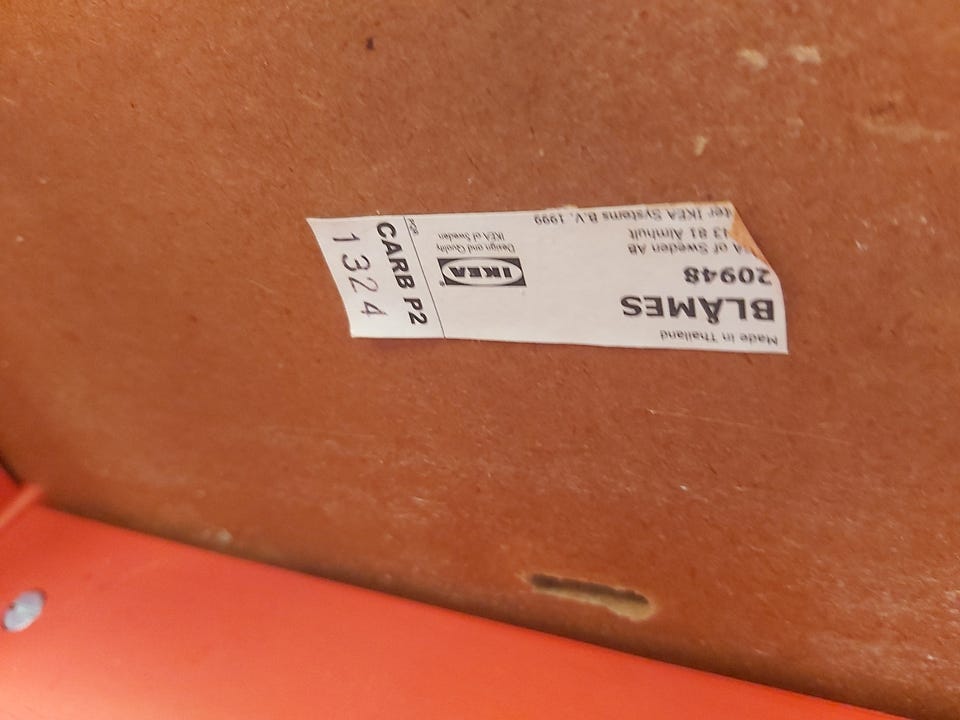 Made in Thailand
BLÅMES
20948
of Sweden AB
81 Älmhult
IKEA Systems B.V. 1999
IKEA
®
Design and Quality
IKEA of Sweden
CARB P2
1324